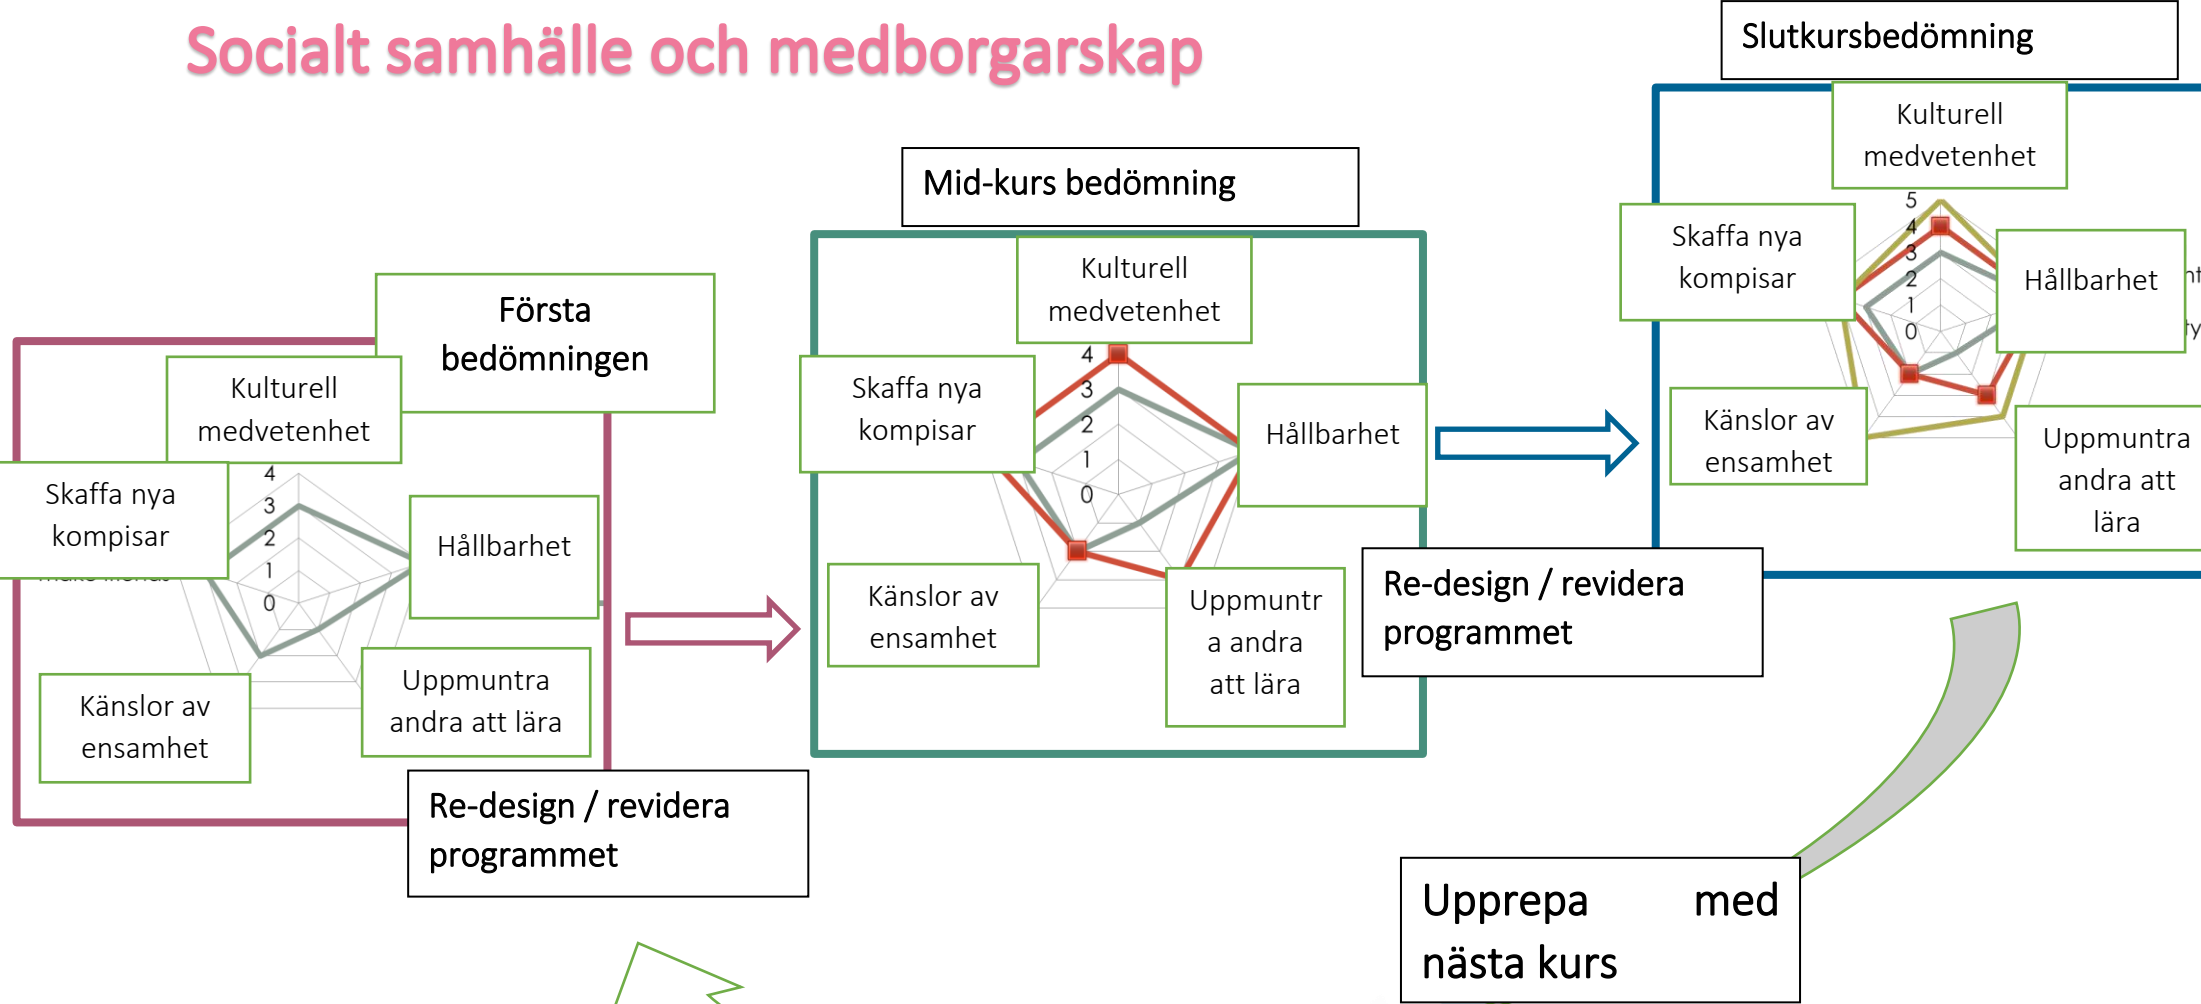 Socialt samhälle och medborgarskap
Första
bedömningen
Kulturell
medvetenhet
Skaffa nya
kompisar
Hållbarhet
Känslor av
ensamhet
Uppmuntra
andra att lära
4
3
2
1
0
Re-design / revidera
programmet
Mid-kurs bedömning
Kulturell
medvetenhet
Skaffa nya
kompisar
Hållbarhet
Känslor av
ensamhet
Uppmuntr
a andra
att lära
4
3
2
1
0
Re-design / revidera
programmet
Slutkursbedömning
Kulturell
medvetenhet
Skaffa nya
kompisar
Hållbarhet
Känslor av
ensamhet
Uppmuntra
andra att
lära
5
4
3
2
1
0
Upprepa med
nästa kurs